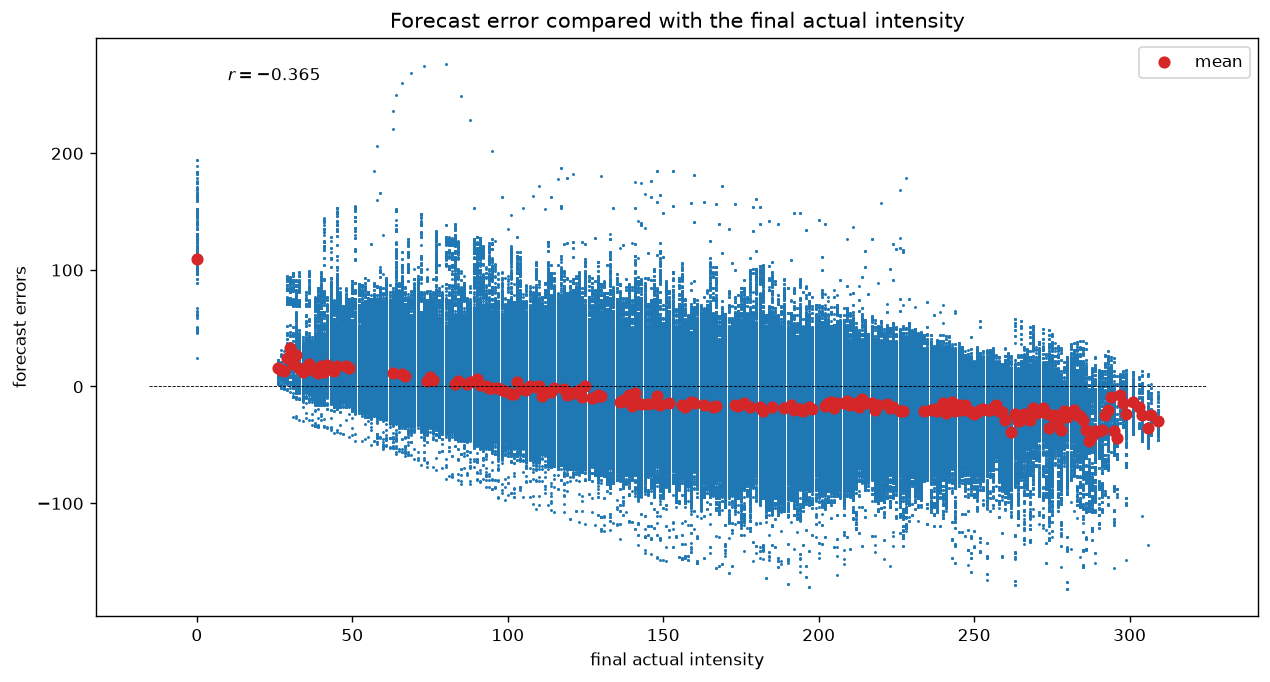 Forecast error compared with the final actual intensity
r = −0.365
mean
forecast errors
200
100
0
−100
0
50
100
150
200
250
300
final actual intensity